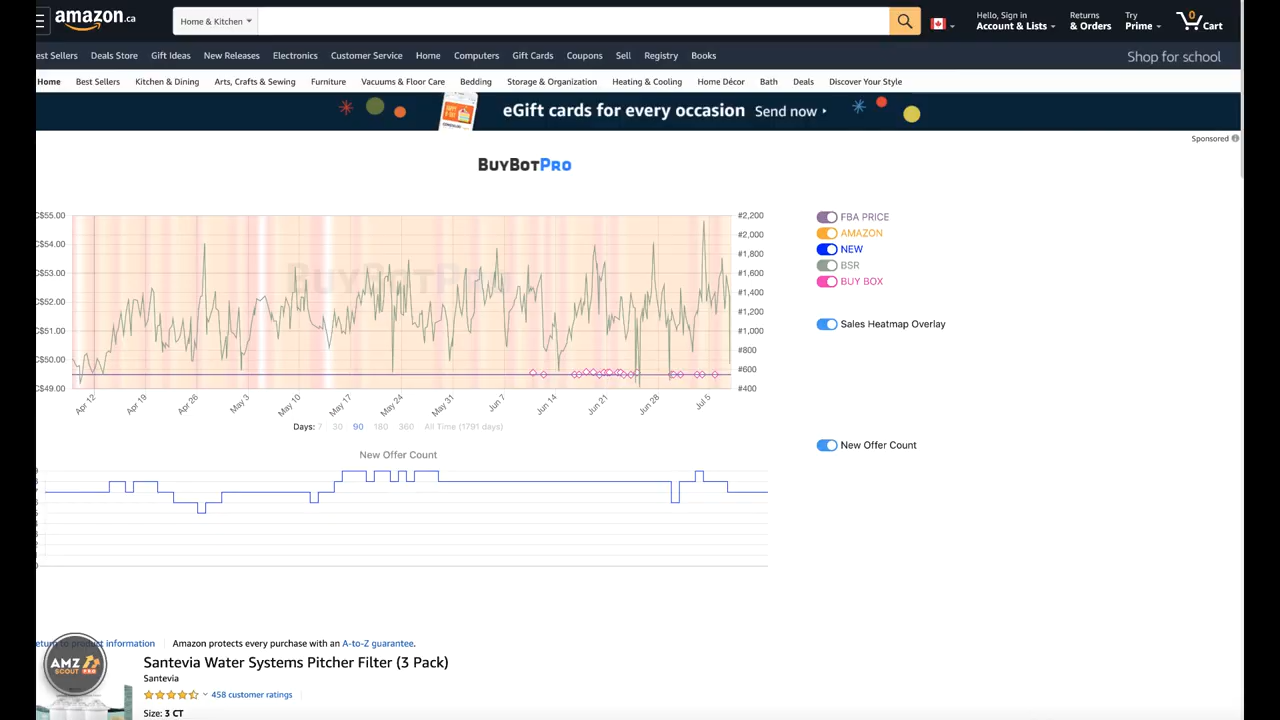 amazon.ca
Home & Kitchen
Hello, Sign in
Account & Lists
Returns
& Orders
Try
Prime
0
Cart
est Sellers Deals Store Gift Ideas New Releases Electronics Customer Service Home Computers Gift Cards Coupons Sell Registry Books
Shop for school
Home Best Sellers Kitchen & Dining Arts, Crafts & Sewing Furniture Vacuums & Floor Care Bedding Storage & Organization Heating & Cooling Home Décor Bath Deals Discover Your Style
eGift cards for every occasion Send now
Sponsored
BUYBOTPRO
C$55.00
C$54.00
C$53.00
C$52.00
C$51.00
C$50.00
C$49.00
BUYBOTPRO
#2,200
#2,000
#1,800
#1,600
#1,400
#1,200
#1,000
#800
#600
#400
FBA PRICE
AMAZON
NEW
BSR
BUY BOX
Sales Heatmap Overlay
Apr 12 Apr 19 Apr 26 May 3 May 10 May 17 May 24 May 31 Jun 7 Jun 14 Jun 21 Jun 28 Jul 5
Days: 7 30 90 180 360 All Time (1791 days)
New Offer Count
New Offer Count
eturn to product information
Amazon protects every purchase with an A-to-Z guarantee.
AMZ
SCOUT PRO
Santevia Water Systems Pitcher Filter (3 Pack)
Santevia
458 customer ratings
Size: 3 CT